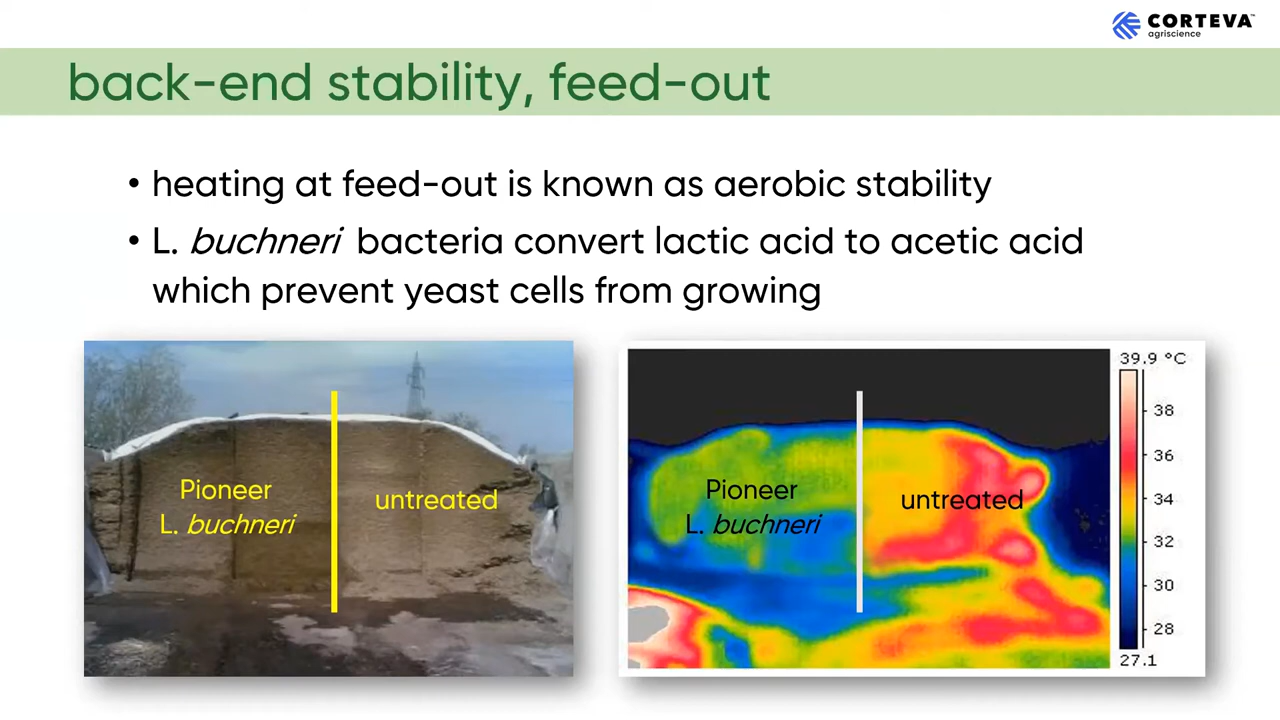 CORTEVA™
agriscience
back-end stability, feed-out
• heating at feed-out is known as aerobic stability
• L. buchneri bacteria convert lactic acid to acetic acid
which prevent yeast cells from growing
Pioneer
L. buchneri
untreated
Pioneer
L. buchneri
untreated
39.9 °C
38
36
34
32
30
28
27.1